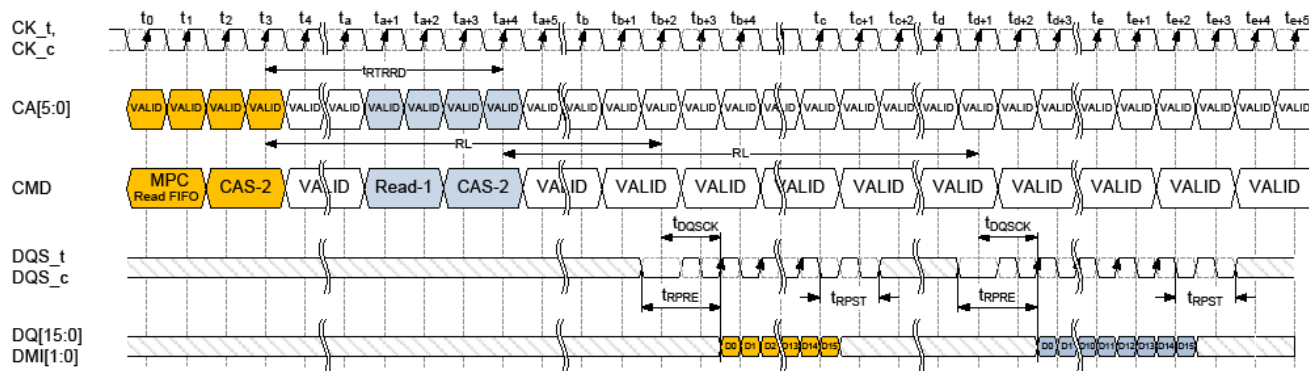 t0 t1 t2 t3 t4 ta ta+1 ta+2 ta+3 ta+4 ta+5 tb tb+1 tb+2 tb+3 tb+4 tc tc+1 tc+2 td td+1 td+2 td+3 te te+1 te+2 te+3 te+4 te+5
CK_t,
CK_c
tRTRRD
CA[5:0] VALID VALID VALID VALID VALID VALID VALID VALID VALID VALID VALID VALID VALID VALID VALID VALID VALID VALID VALID VALID VALID VALID VALID VALID VALID VALID VALID VALID VALID VALID
RL RL
CMD MPC Read FIFO CAS-2 VALID Read-1 CAS-2 VALID VALID VALID VALID VALID VALID VALID VALID VALID VALID
tDQSCK tDQSCK
DQS_t
DQS_c
tRPRE tRPST tRPRE tRPST
DQ[15:0]
DMI[1:0]
D0 D1 D2 D13 D14 D15 D0 D1 D10 D11 D12 D13 D14 D15